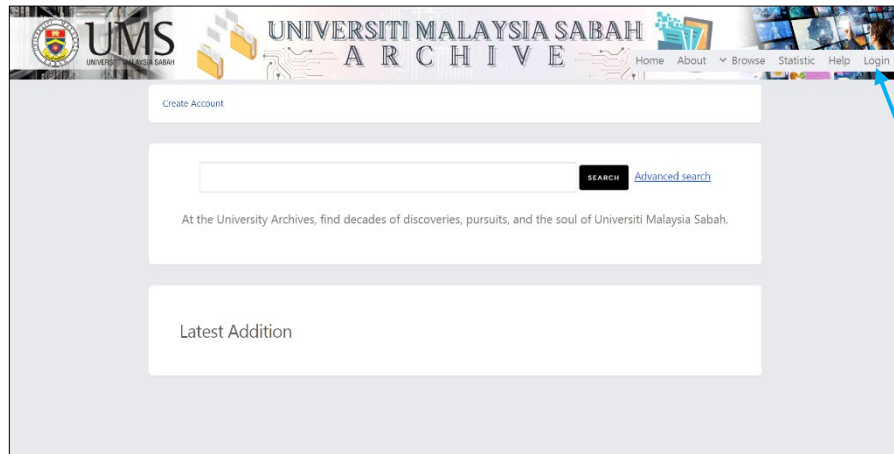 UMS
UNIVERSITI MALAYSIA SABAH
UNIVERSITI MALAYSIA SABAH
ARCHIVE
Home About Browse Statistic Help Login
Create Account
SEARCH Advanced search
At the University Archives, find decades of discoveries, pursuits, and the soul of Universiti Malaysia Sabah.
Latest Addition